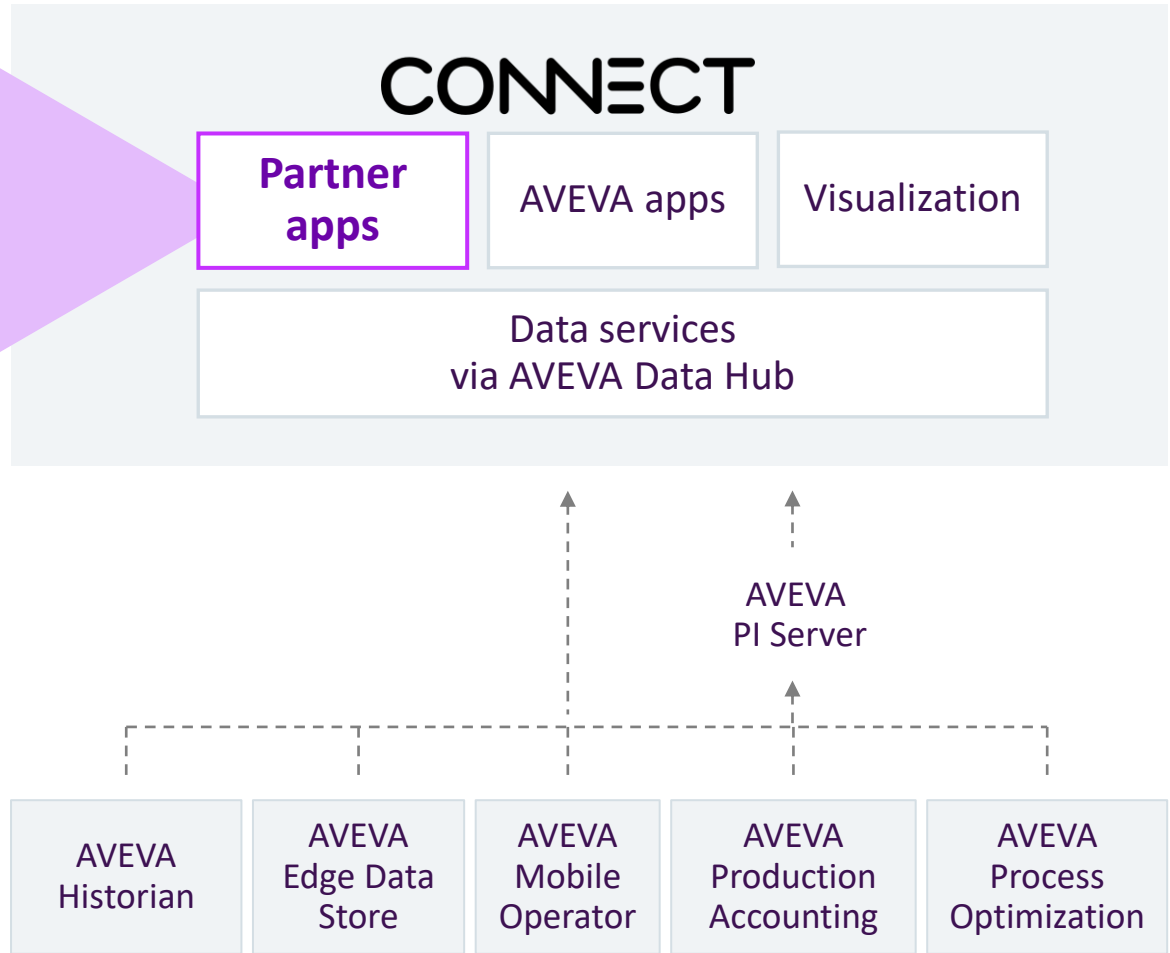 CONNECT
Partner
apps
AVEVA apps
Visualization
Data services
via AVEVA Data Hub
AVEVA
PI Server
AVEVA
Historian
AVEVA
Edge Data
Store
AVEVA
Mobile
Operator
AVEVA
Production
Accounting
AVEVA
Process
Optimization